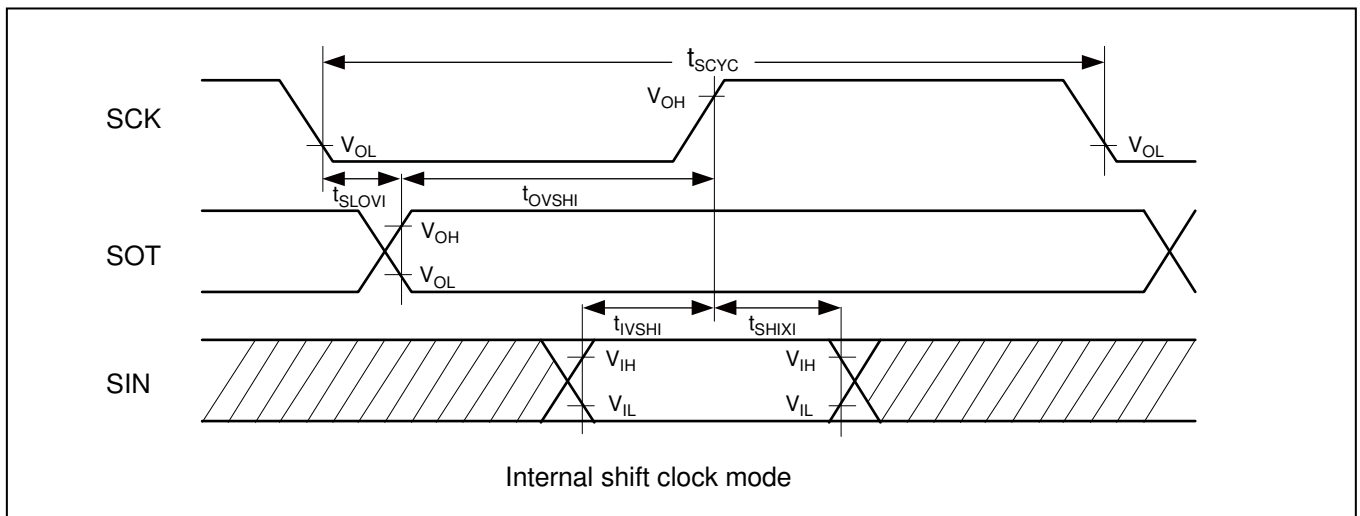 tSCYC
SCK
VOH
VOL
VOL
tSLOVI
tOVSHI
SOT
VOH
VOL
tIVSHI
tSHIXI
SIN
VIH
VIH
VIL
VIL
Internal shift clock mode